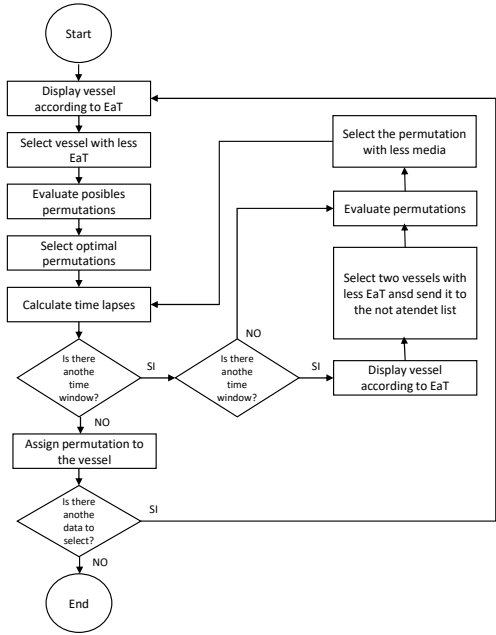 Start
Display vessel
according to EaT
Select vessel with less
EaT
Evaluate posibles
permutations
Select optimal
permutations
Calculate time lapses
Is there
anothe
time
window?
SI
NO
Is there
anothe
time
window?
NO
SI
Select the permutation
with less media
Evaluate permutations
Select two vessels with
less EaT ansd send it to
the not atendet list
Display vessel
according to EaT
Assign permutation to
the vessel
Is there
anothe
data to
select?
SI
NO
End